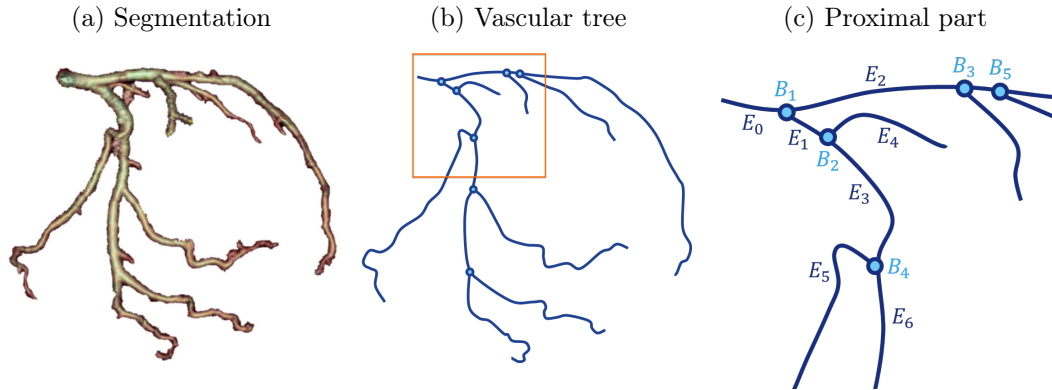 (a) Segmentation
(b) Vascular tree
(c) Proximal part
B₁
E₂
B₃
B₅
E₀
E₁
B₂
E₄
E₃
E₅
B₄
E₆